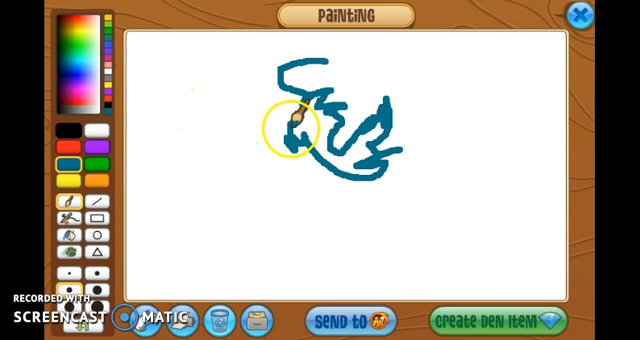 PAINTING
RECORDED WITH
SCREENCAST MATIC
SEND TO
CREATE DEN ITEM